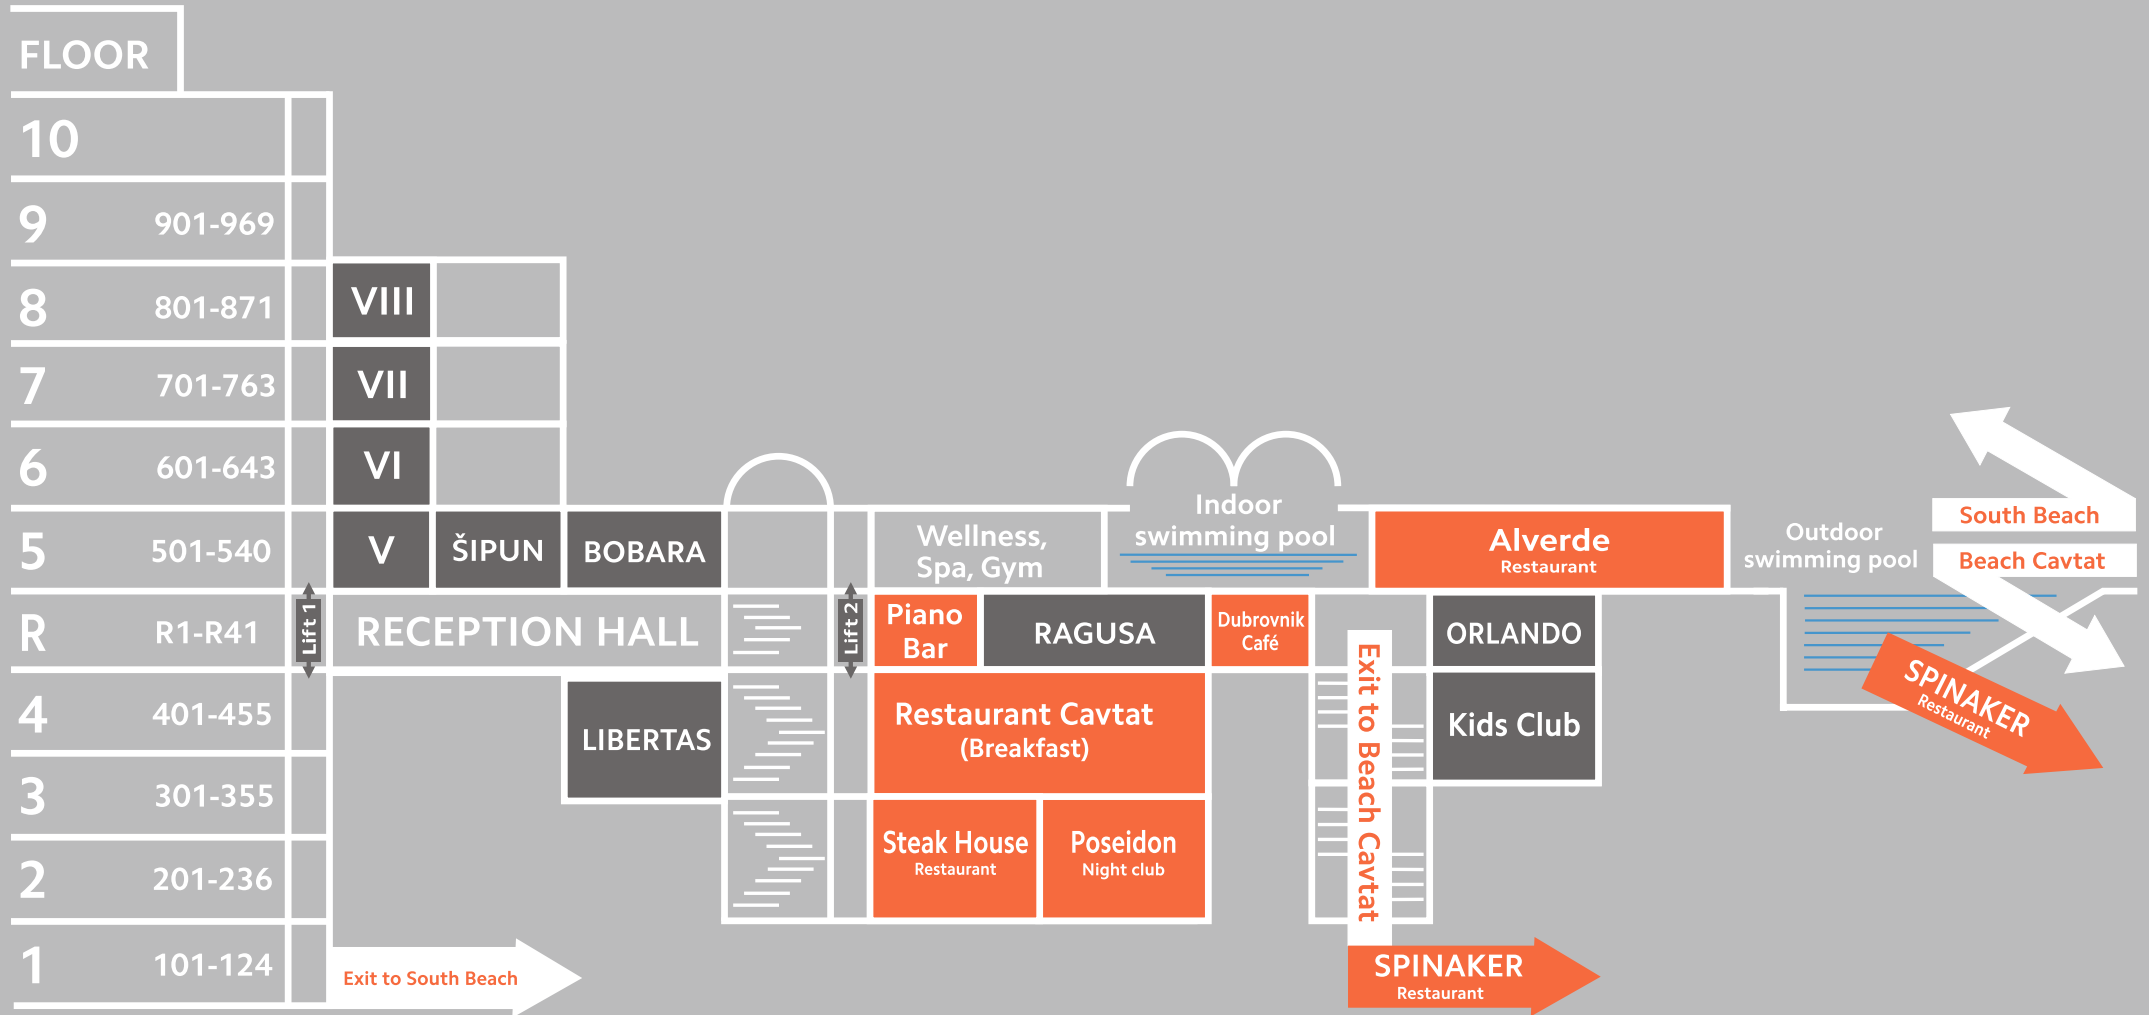 FLOOR
10
9 901-969
8 801-871
VIII
7 701-763
VII
6 601-643
VI
5 501-540
V
ŠIPUN
BOBARA
Wellness,
Spa, Gym
Indoor
swimming pool
Alverde
Restaurant
Outdoor
swimming pool
South Beach
Beach Cavtat
R R1-R41
Lift 1
RECEPTION HALL
Lift 2
Piano
Bar
RAGUSA
Dubrovnik
Café
Exit to Beach Cavtat
ORLANDO
SPINAKER
Restaurant
4 401-455
LIBERTAS
Restaurant Cavtat
(Breakfast)
Kids Club
3 301-355
2 201-236
Steak House
Restaurant
Poseidon
Night club
1 101-124
Exit to South Beach
SPINAKER
Restaurant